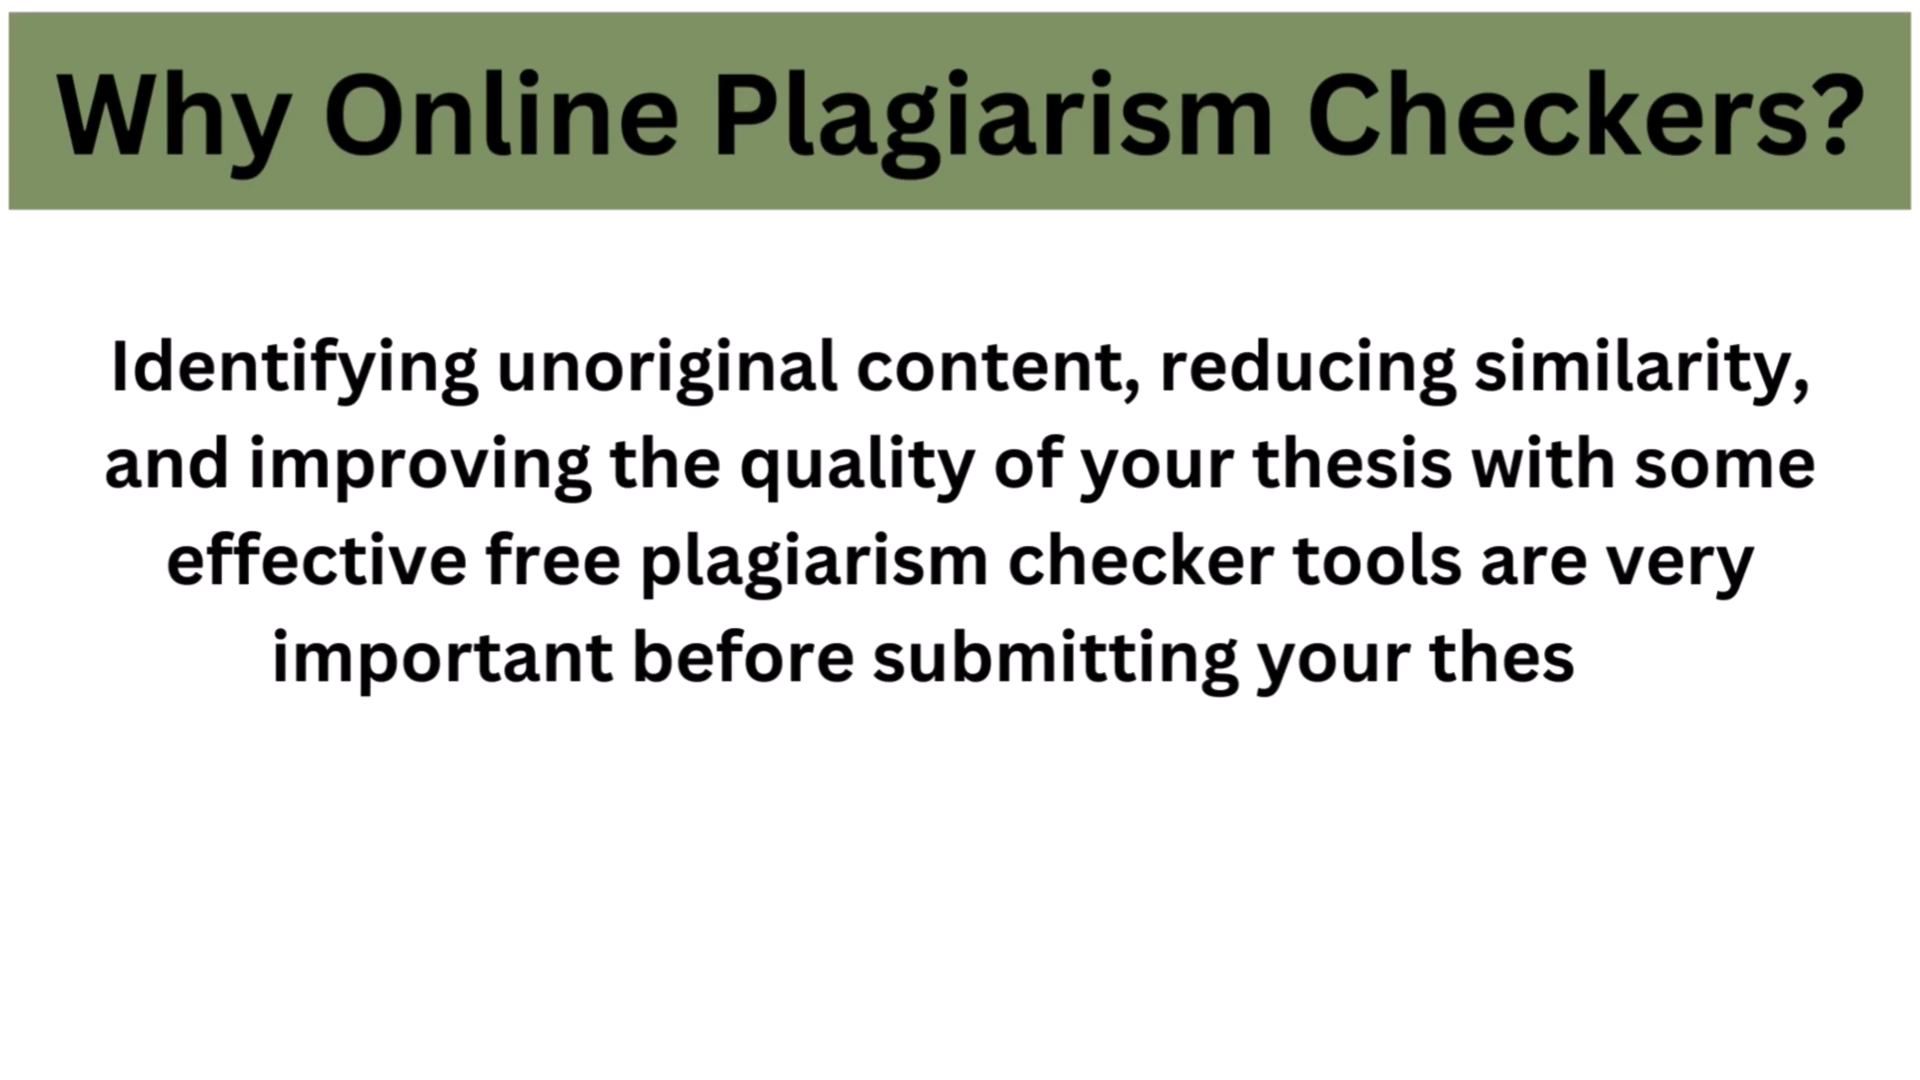 Why Online Plagiarism Checkers?
Identifying unoriginal content, reducing similarity,
and improving the quality of your thesis with some
effective free plagiarism checker tools are very
important before submitting your thes